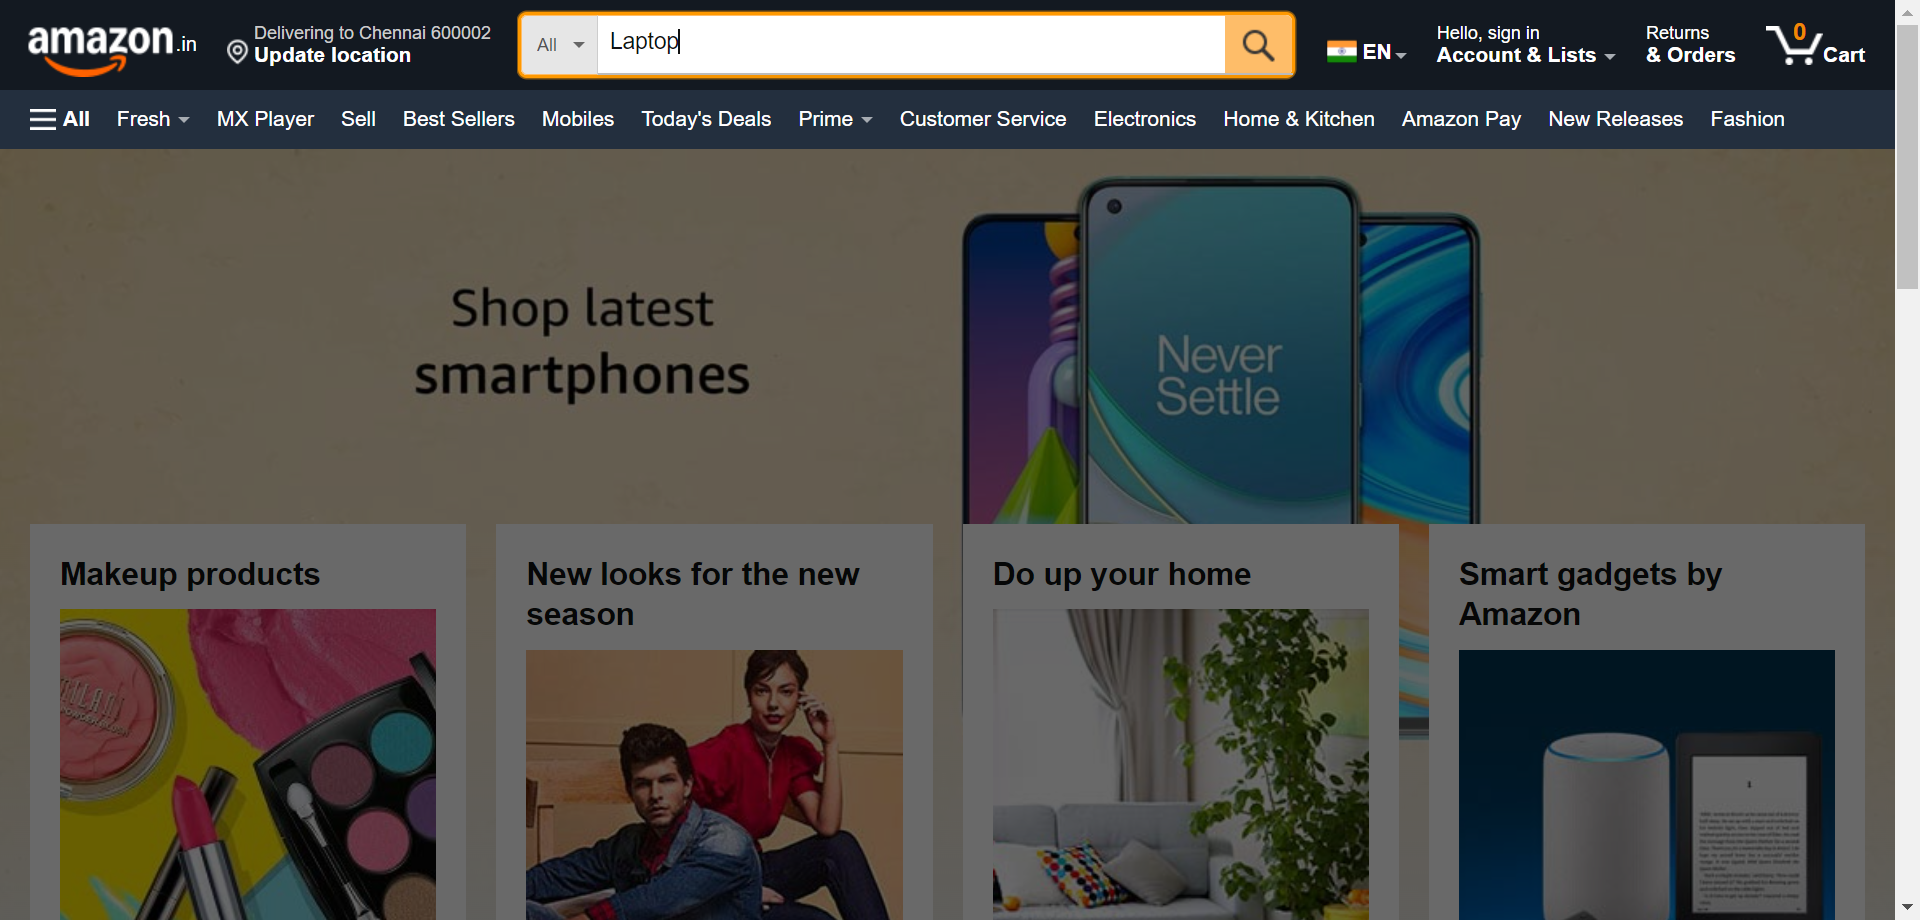 amazon.in
Delivering to Chennai 600002
Update location
All
Laptop
EN
Hello, sign in
Account & Lists
Returns
& Orders
0
Cart
All
Fresh
MX Player
Sell
Best Sellers
Mobiles
Today's Deals
Prime
Customer Service
Electronics
Home & Kitchen
Amazon Pay
New Releases
Fashion
Shop latest
smartphones
Never
Settle
Makeup products
New looks for the new
season
Do up your home
Smart gadgets by
Amazon
MILANI